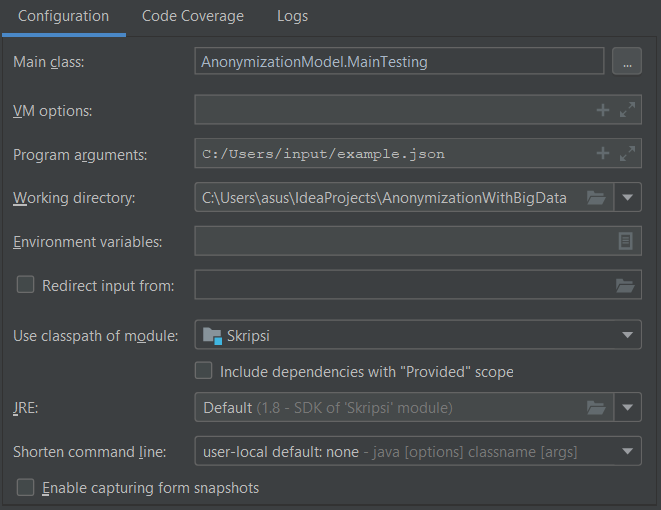 Configuration Code Coverage Logs
Main class: AnonymizationModel.MainTesting ...
VM options:
Program arguments: C:/Users/input/example.json
Working directory: C:\Users\asus\IdeaProjects\AnonymizationWithBigData
Environment variables:
Redirect input from:
Use classpath of module: Skripsi
Include dependencies with "Provided" scope
JRE: Default (1.8 - SDK of 'Skripsi' module)
Shorten command line: user-local default: none - java [options] classname [args]
Enable capturing form snapshots